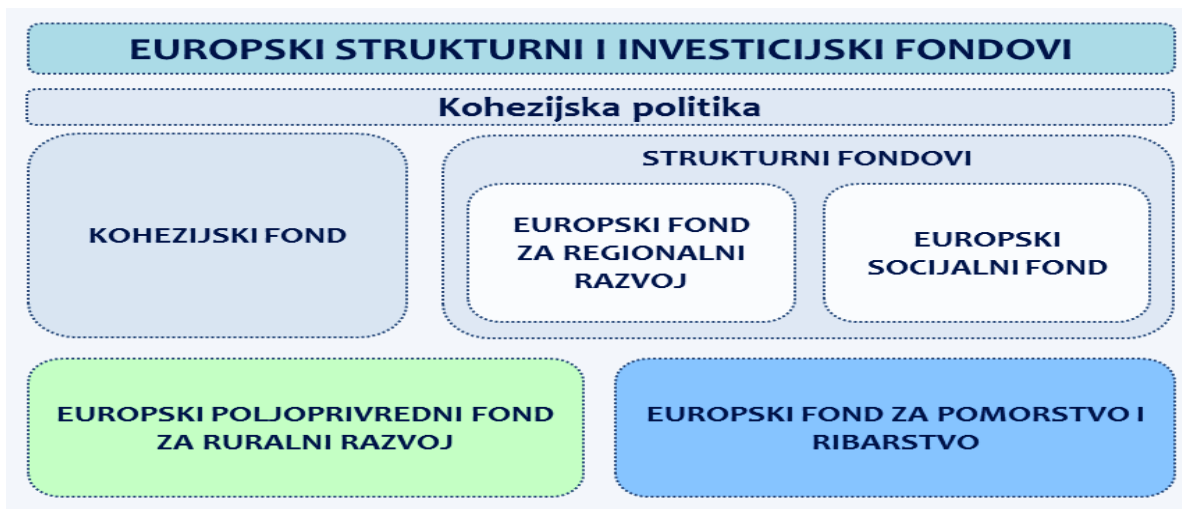 EUROPSKI STRUKTURNI I INVESTICIJSKI FONDOVI
Kohezijska politika
KOHEZIJSKI FOND
STRUKTURNI FONDOVI
EUROPSKI FOND
ZA REGIONALNI
RAZVOJ
EUROPSKI
SOCIJALNI FOND
EUROPSKI POLJOPRIVREDNI FOND
ZA RURALNI RAZVOJ
EUROPSKI FOND ZA POMORSTVO I
RIBARSTVO